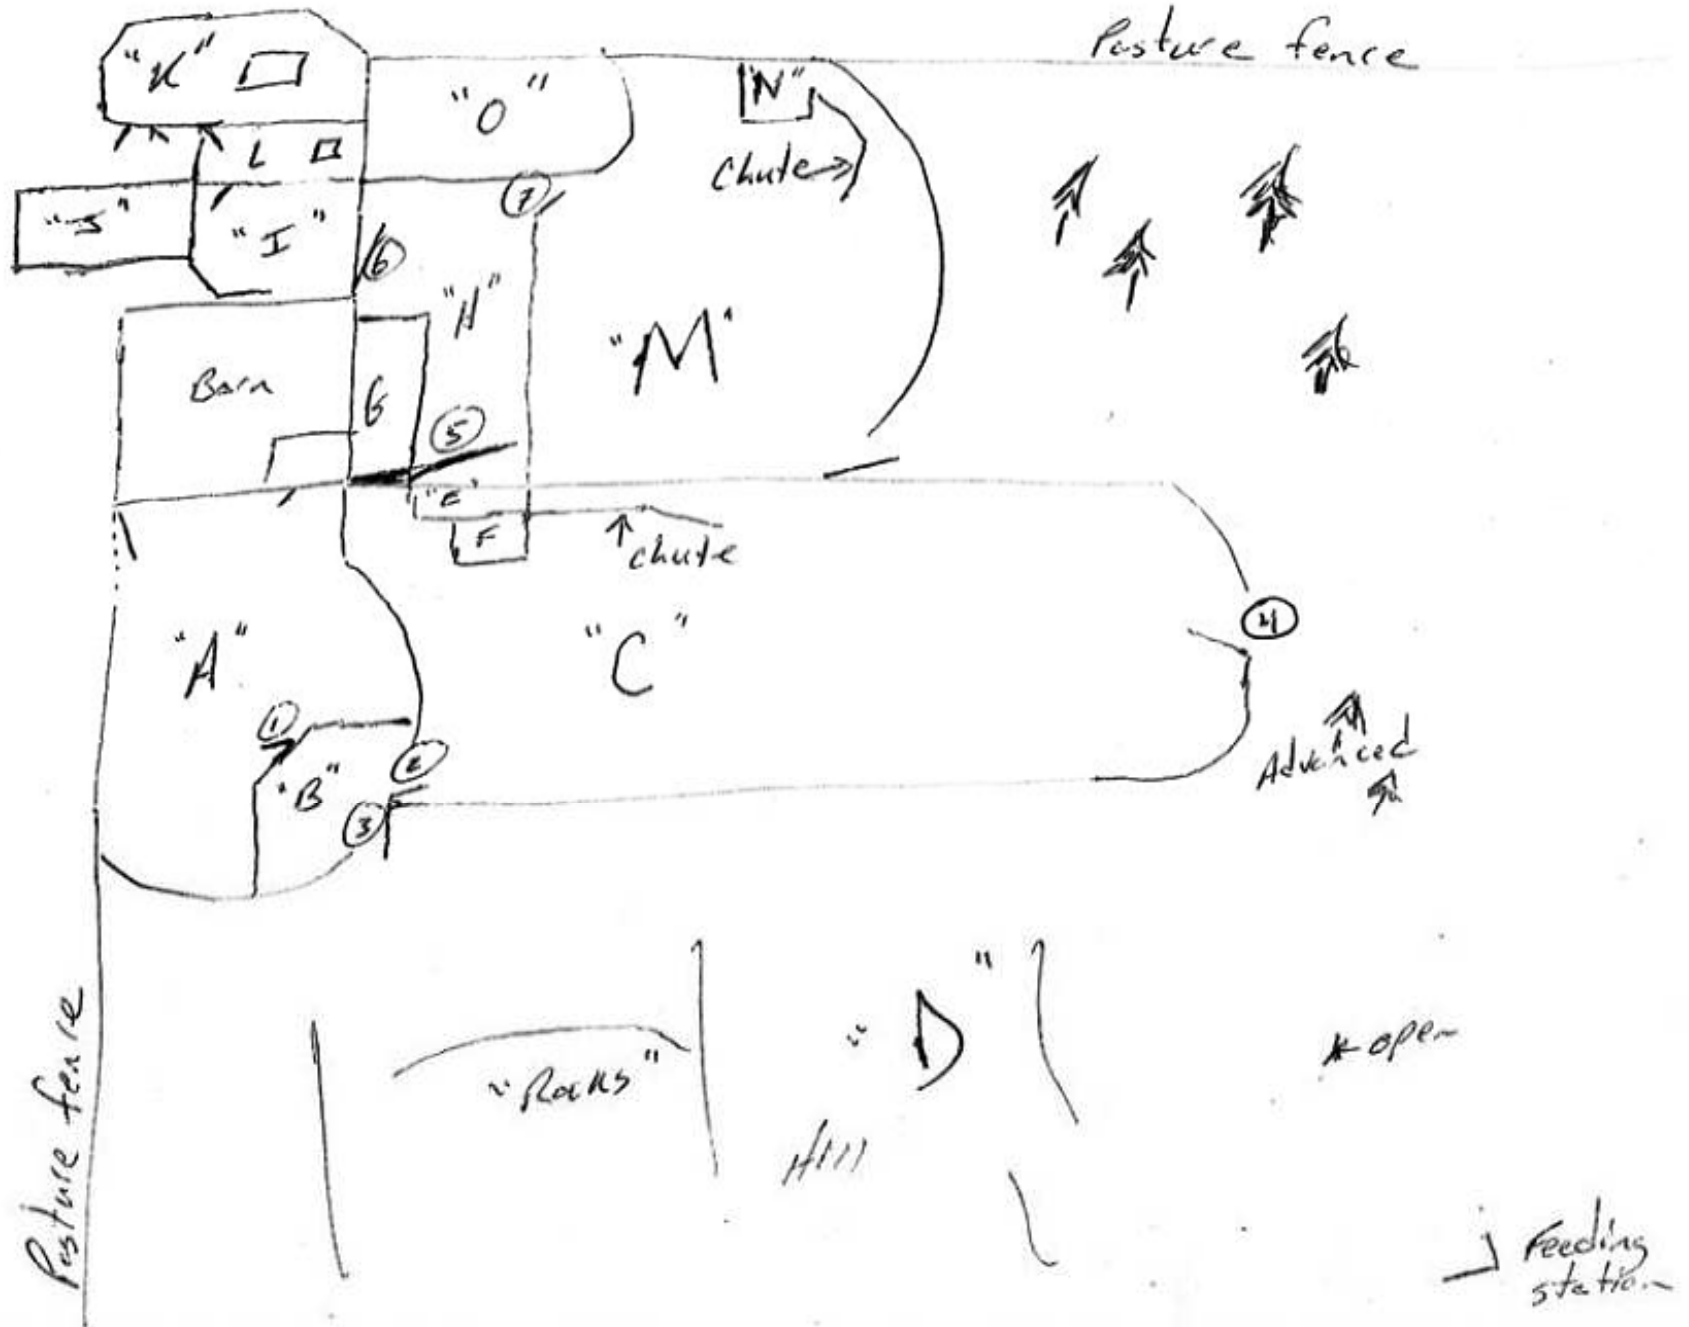 Pasture fence
"K"
"O"
"N"
L
Chute
"J"
"I"
7
6
"H"
"M"
Barn
G
5
"E"
F
chute
"A"
"C"
4
1
2
"B"
3
Advanced
"D"
open
"Rocks"
Hill
Pasture fence
Feeding
station